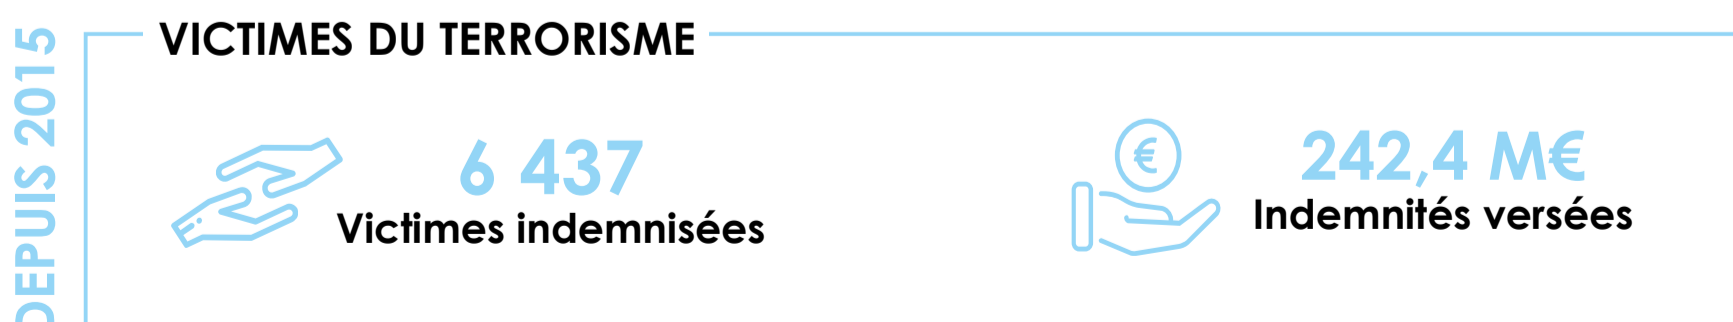 DEPUIS 2015
VICTIMES DU TERRORISME
6 437
Victimes indemnisées
€
242,4 M€
Indemnités versées